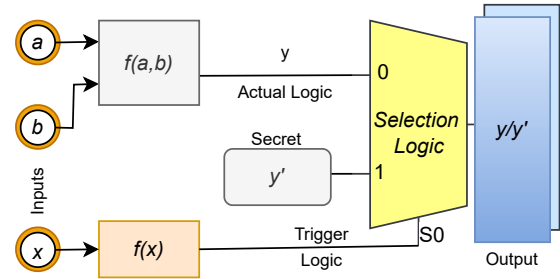 a
f(a,b)
y
Actual Logic
0
b
Secret
y'
1
Selection
Logic
y/y'
Inputs
x
f(x)
Trigger
Logic
S0
Output